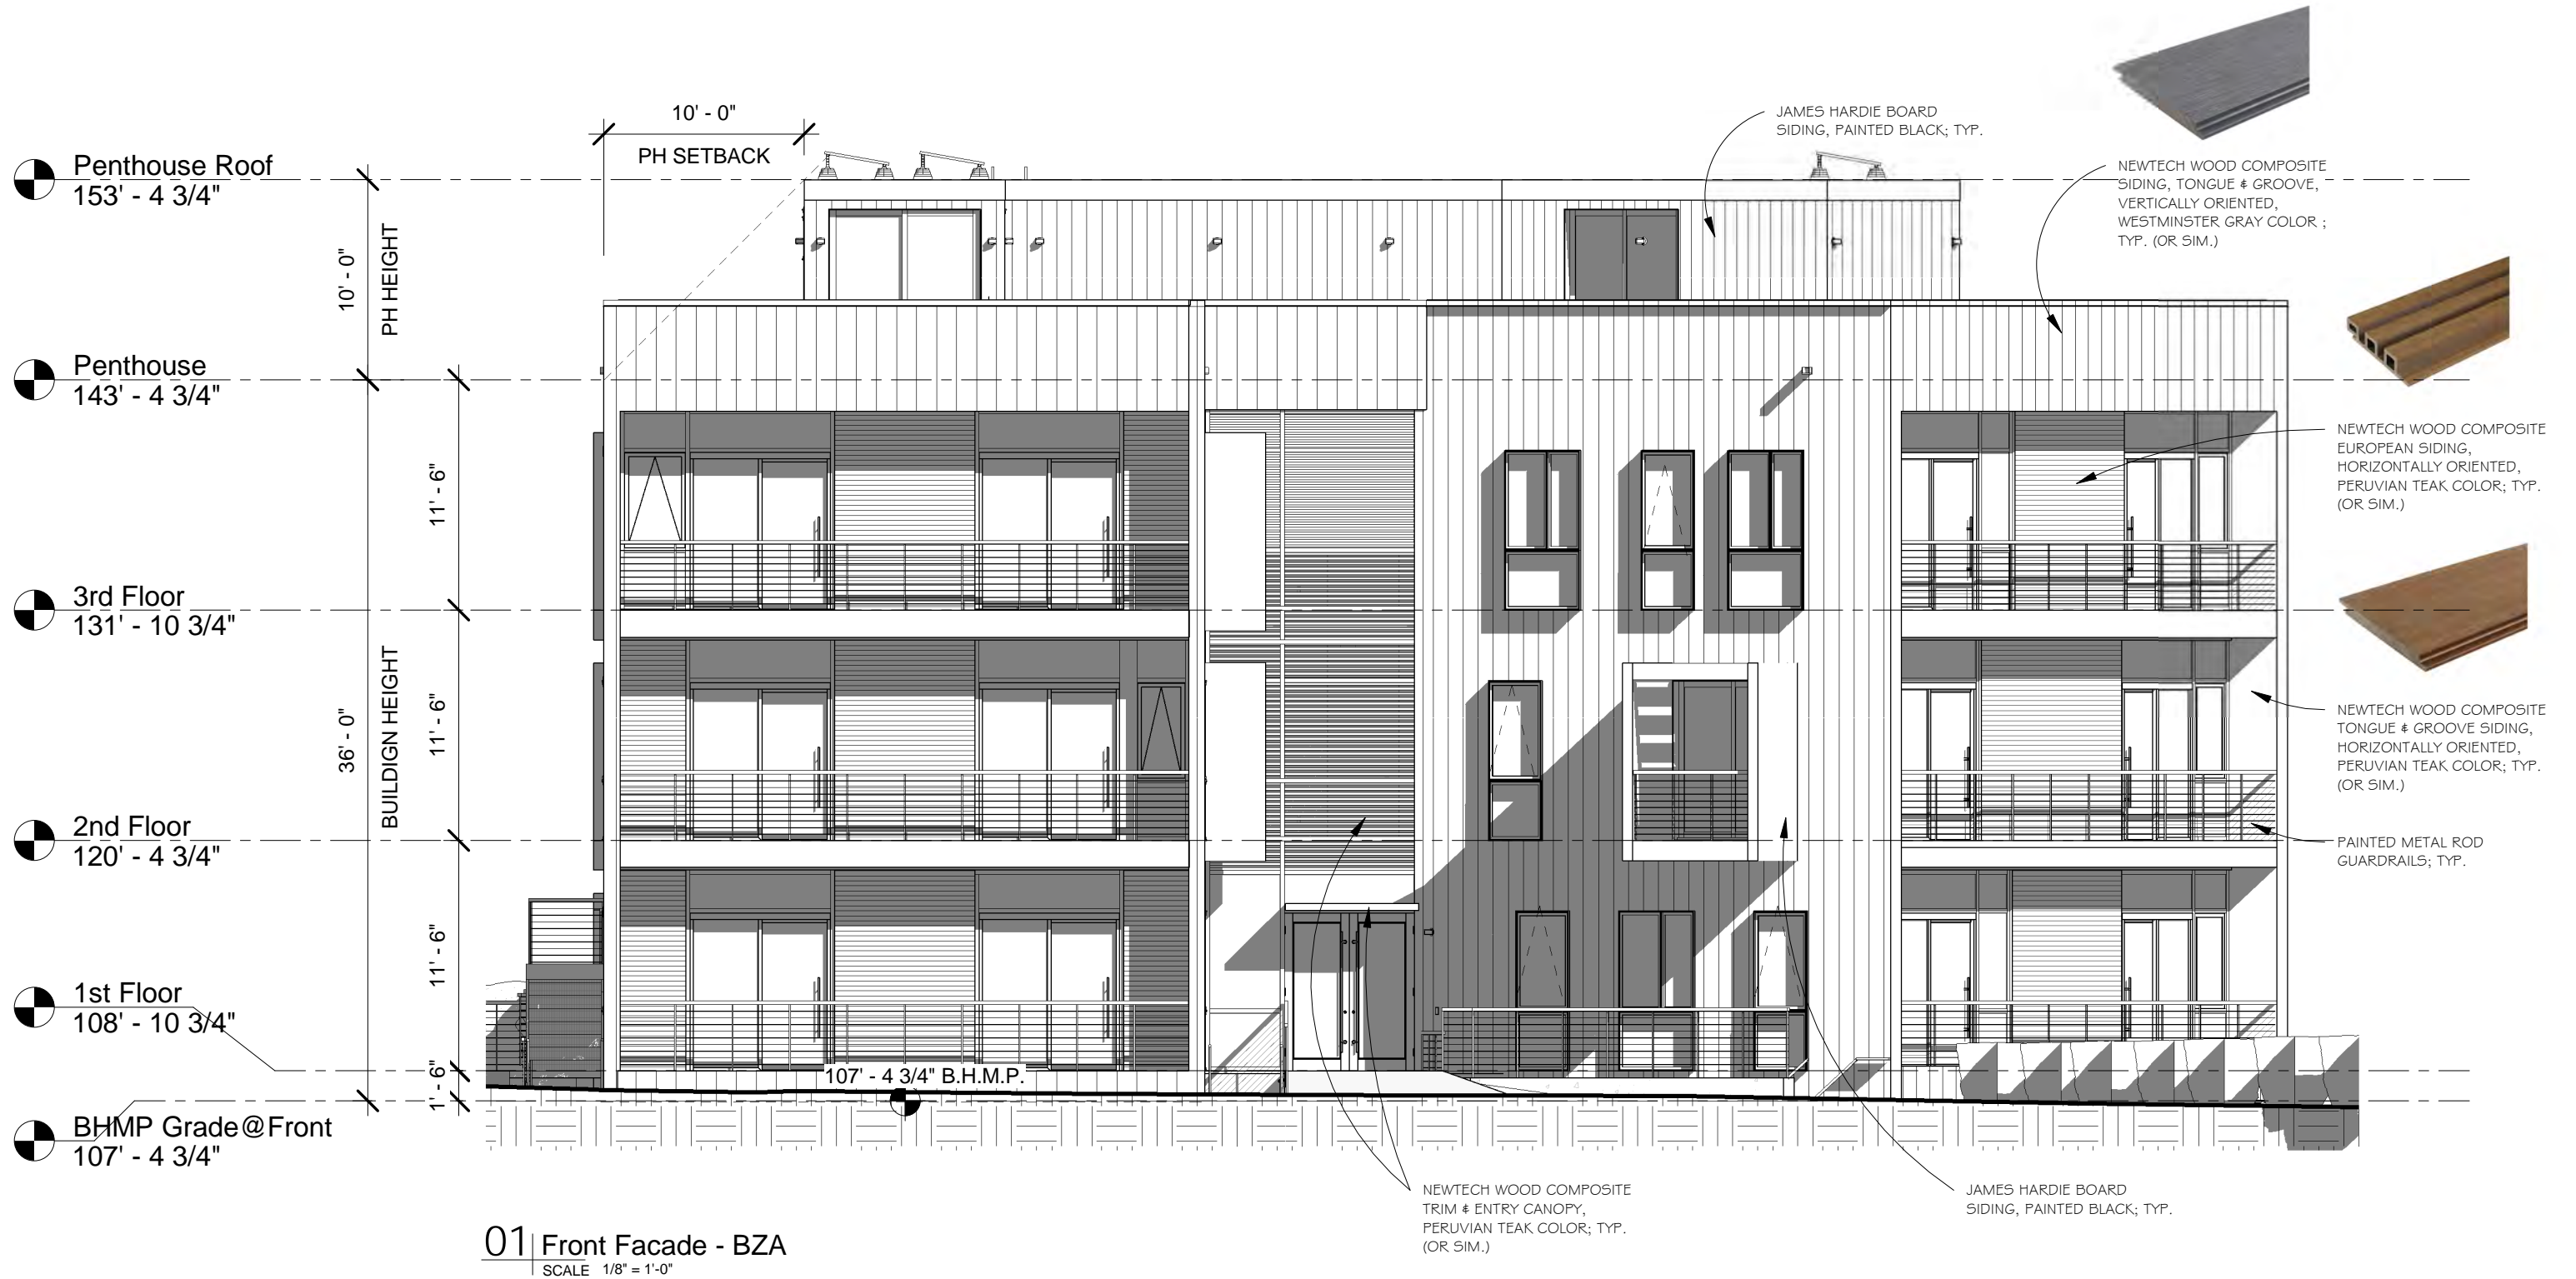 10' - 0"
PH SETBACK
JAMES HARDIE BOARD
SIDING, PAINTED BLACK; TYP.
NEWTECH WOOD COMPOSITE
SIDING, TONGUE & GROOVE,
VERTICALLY ORIENTED,
WESTMINSTER GRAY COLOR ;
TYP. (OR SIM.)
Penthouse Roof
153' - 4 3/4"
10' - 0"
PH HEIGHT
Penthouse
143' - 4 3/4"
NEWTECH WOOD COMPOSITE
EUROPEAN SIDING,
HORIZONTALLY ORIENTED,
PERUVIAN TEAK COLOR; TYP.
(OR SIM.)
11' - 6"
3rd Floor
131' - 10 3/4"
36' - 0"
BUILDIGN HEIGHT
11' - 6"
NEWTECH WOOD COMPOSITE
TONGUE & GROOVE SIDING,
HORIZONTALLY ORIENTED,
PERUVIAN TEAK COLOR; TYP.
(OR SIM.)
2nd Floor
120' - 4 3/4"
PAINTED METAL ROD
GUARDRAILS; TYP.
11' - 6"
1st Floor
108' - 10 3/4"
1' - 6"
107' - 4 3/4" B.H.M.P.
BHMP Grade@Front
107' - 4 3/4"
NEWTECH WOOD COMPOSITE
TRIM & ENTRY CANOPY,
PERUVIAN TEAK COLOR; TYP.
(OR SIM.)
JAMES HARDIE BOARD
SIDING, PAINTED BLACK; TYP.
01 Front Facade - BZA
SCALE 1/8" = 1'-0"